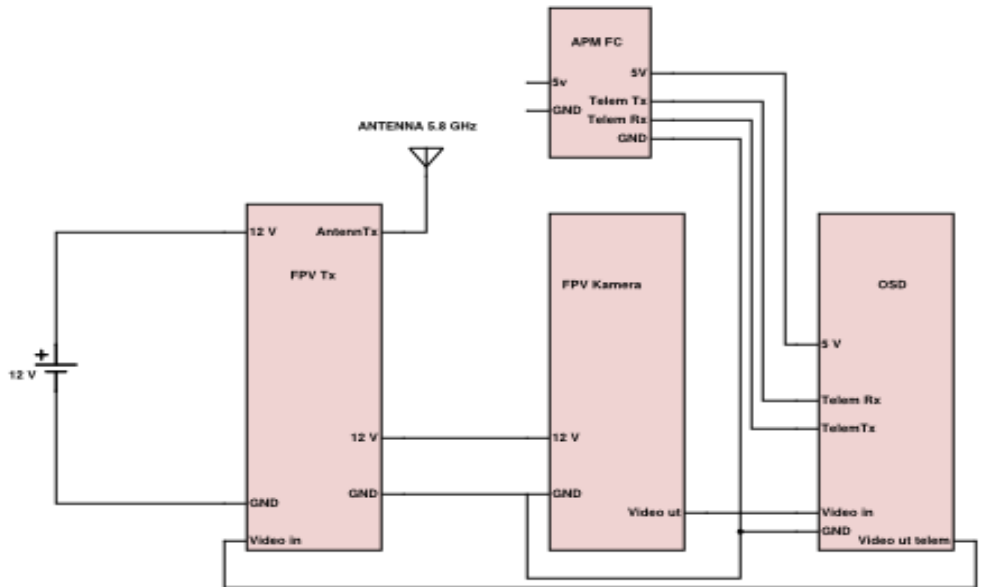 APM FC
5V
5v
Telem Tx
GND
Telem Rx
GND
ANTENNA 5.8 GHz
12 V
AntennTx
FPV Tx
FPV Kamera
OSD
5 V
+
12 V
Telem Rx
TelemTx
12 V
12 V
GND
GND
GND
Video ut
Video in
GND
Video in
Video ut telem